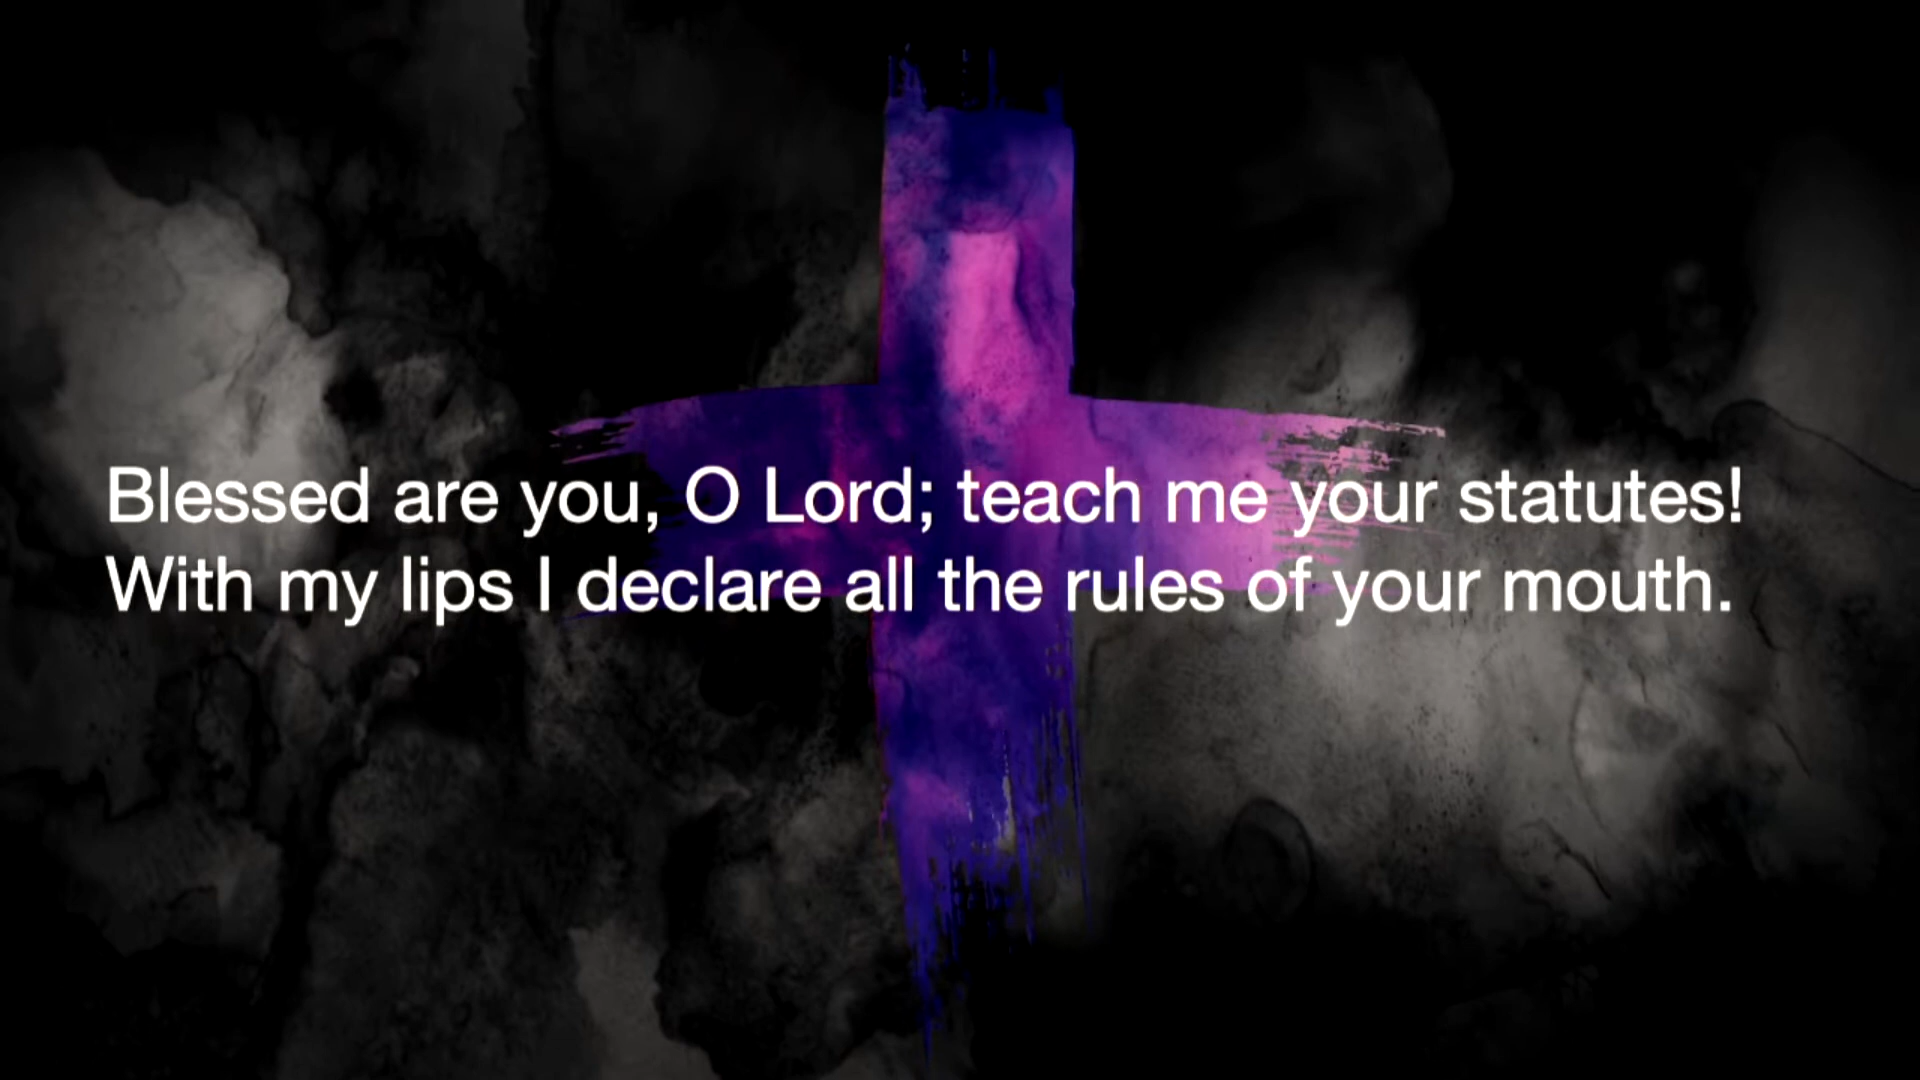 Blessed are you, O Lord; teach me your statutes!
With my lips I declare all the rules of your mouth.